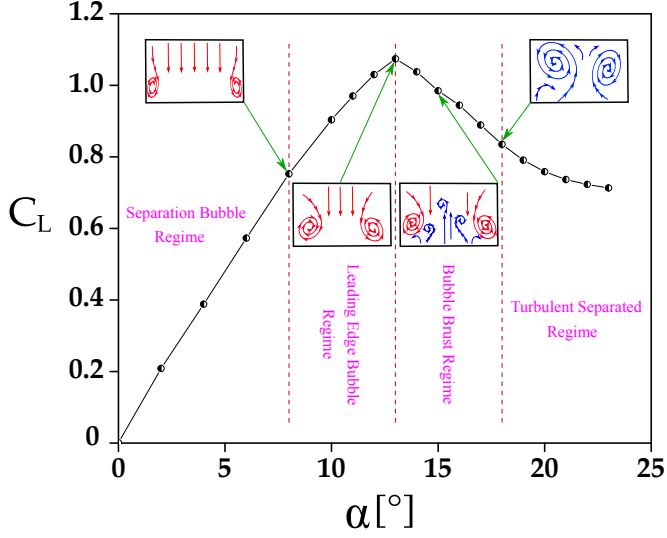 1.2
1.0
0.8
0.6
0.4
0.2
0
C_L
Separation Bubble
Regime
Leading Edge Bubble
Regime
Bubble Brust Regime
Turbulent Separated
Regime
0 5 10 15 20 25
α[°]